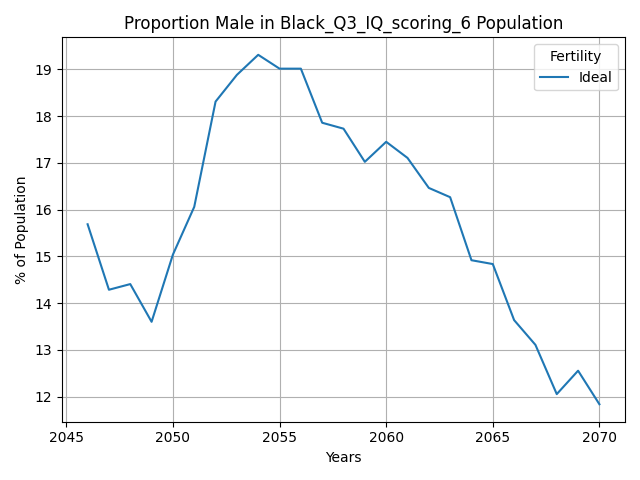 Proportion Male in Black_Q3_IQ_scoring_6 Population
Fertility
Ideal
19
18
17
16
15
14
13
12
% of Population
2045
2050
2055
2060
2065
2070
Years